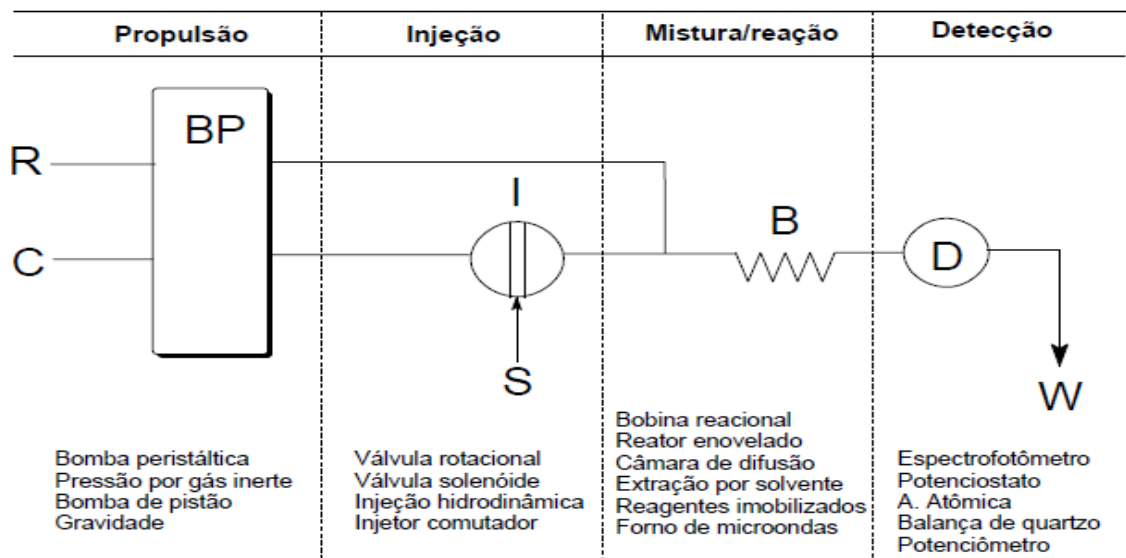 Propulsão
Injeção
Mistura/reação
Detecção
BP
R
C
I
S
B
D
W
Bomba peristáltica
Pressão por gás inerte
Bomba de pistão
Gravidade
Válvula rotacional
Válvula solenóide
Injeção hidrodinâmica
Injetor comutador
Bobina reacional
Reator enovelado
Câmara de difusão
Extração por solvente
Reagentes imobilizados
Forno de microondas
Espectrofotômetro
Potenciostato
A. Atômica
Balança de quartzo
Potenciômetro